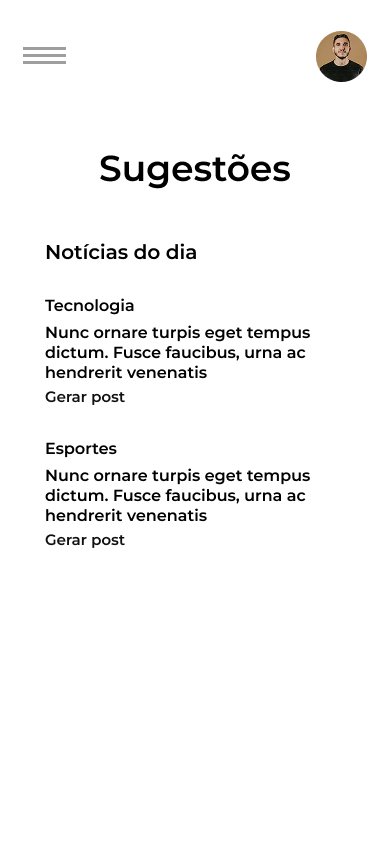 Sugestões
Notícias do dia
Tecnologia
Nunc ornare turpis eget tempus
dictum. Fusce faucibus, urna ac
hendrerit venenatis
Gerar post
Esportes
Nunc ornare turpis eget tempus
dictum. Fusce faucibus, urna ac
hendrerit venenatis
Gerar post